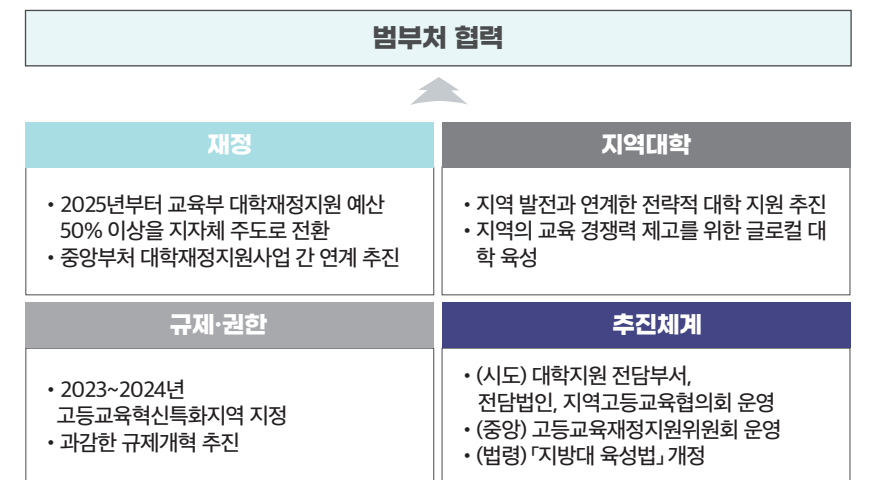 범부처 협력
재정
• 2025년부터 교육부 대학재정지원 예산
50% 이상을 지자체 주도로 전환
• 중앙부처 대학재정지원사업 간 연계 추진
지역대학
• 지역 발전과 연계한 전략적 대학 지원 추진
• 지역의 교육 경쟁력 제고를 위한 글로컬 대
학 육성
규제·권한
• 2023~2024년
고등교육혁신특화지역 지정
• 과감한 규제개혁 추진
추진체계
• (시도) 대학지원 전담부서,
전담법인, 지역고등교육협의회 운영
• (중앙) 고등교육재정지원위원회 운영
• (법령) 「지방대 육성법」 개정